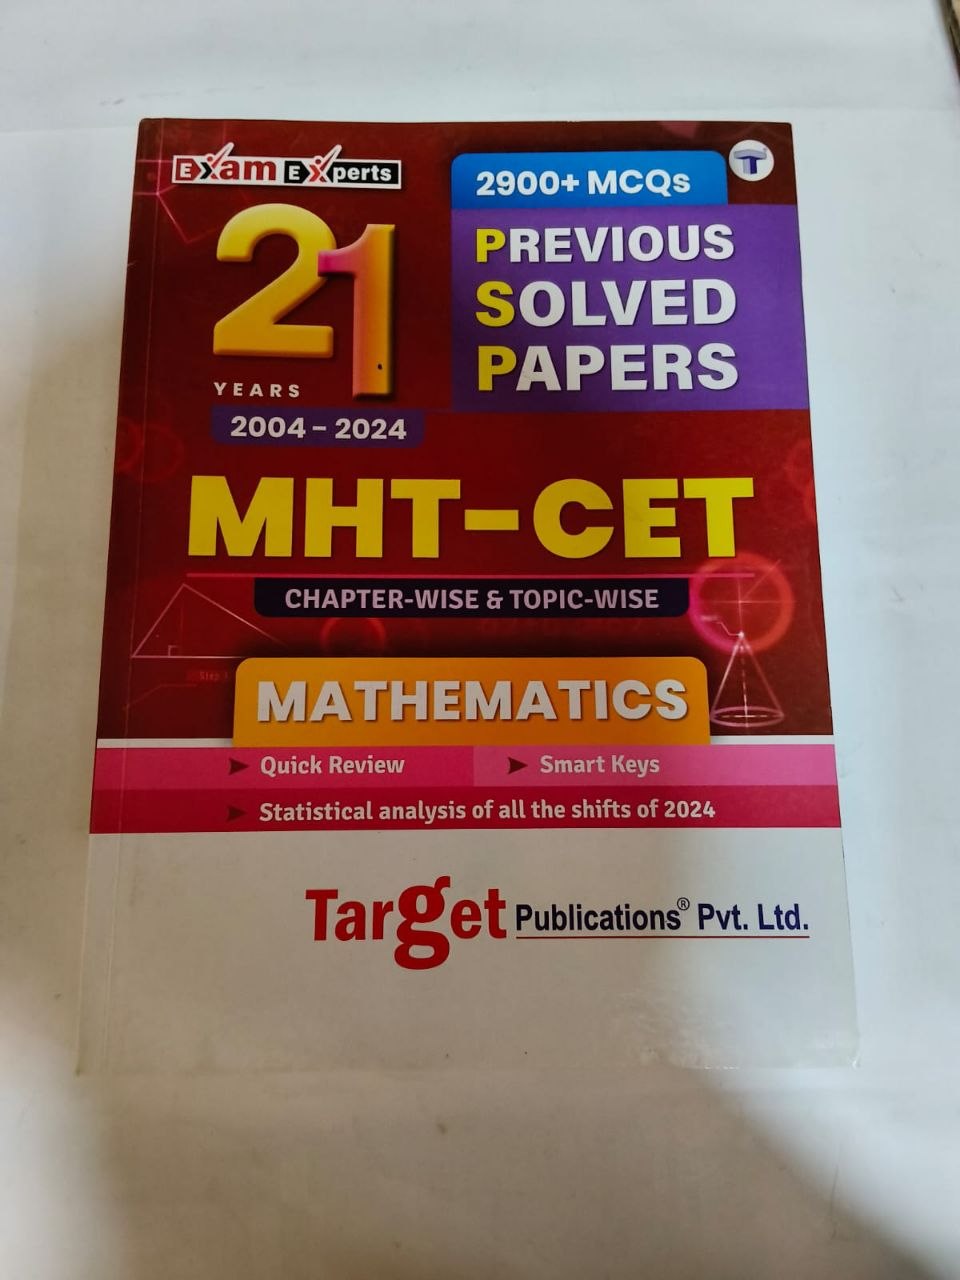 Exam Experts
21
YEARS
2004 – 2024
2900+ MCQs
PREVIOUS
SOLVED
PAPERS
MHT-CET
CHAPTER-WISE & TOPIC-WISE
MATHEMATICS
Quick Review
Smart Keys
Statistical analysis of all the shifts of 2024
Target Publications® Pvt. Ltd.